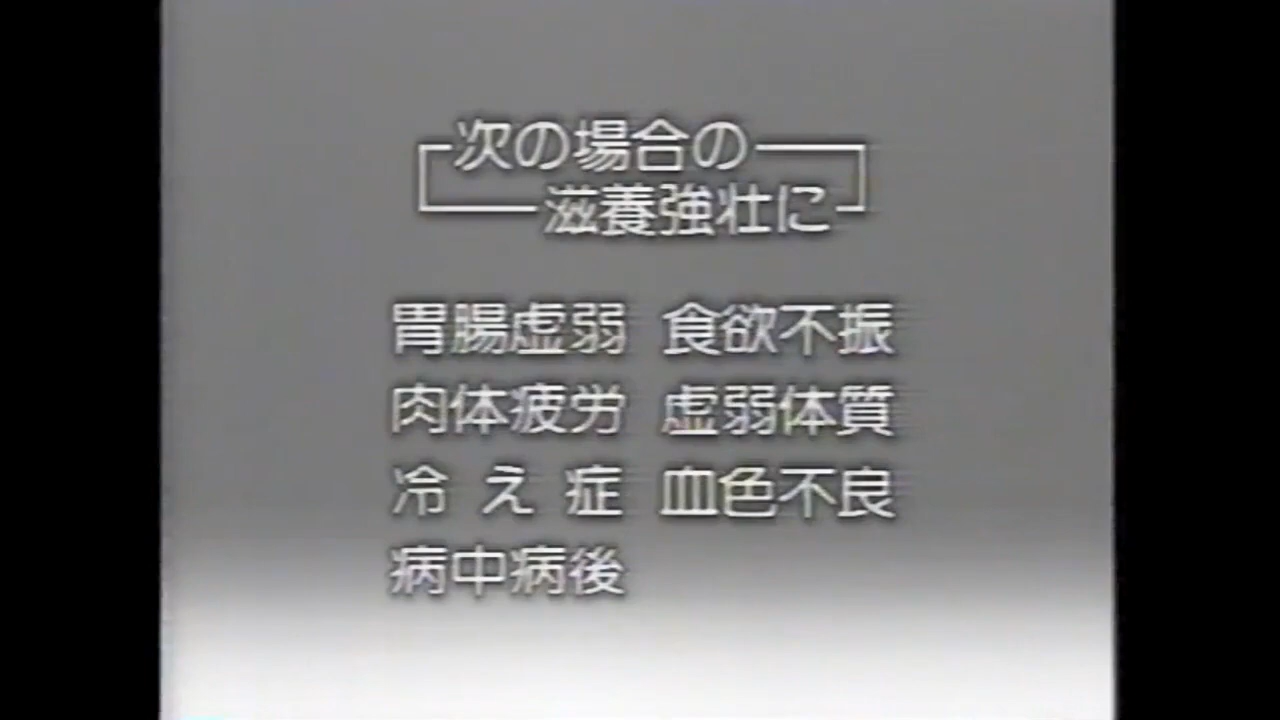 次の場合の
滋養強壮に
胃腸虚弱 食欲不振
肉体疲労 虚弱体質
冷え症 血色不良
病中病後